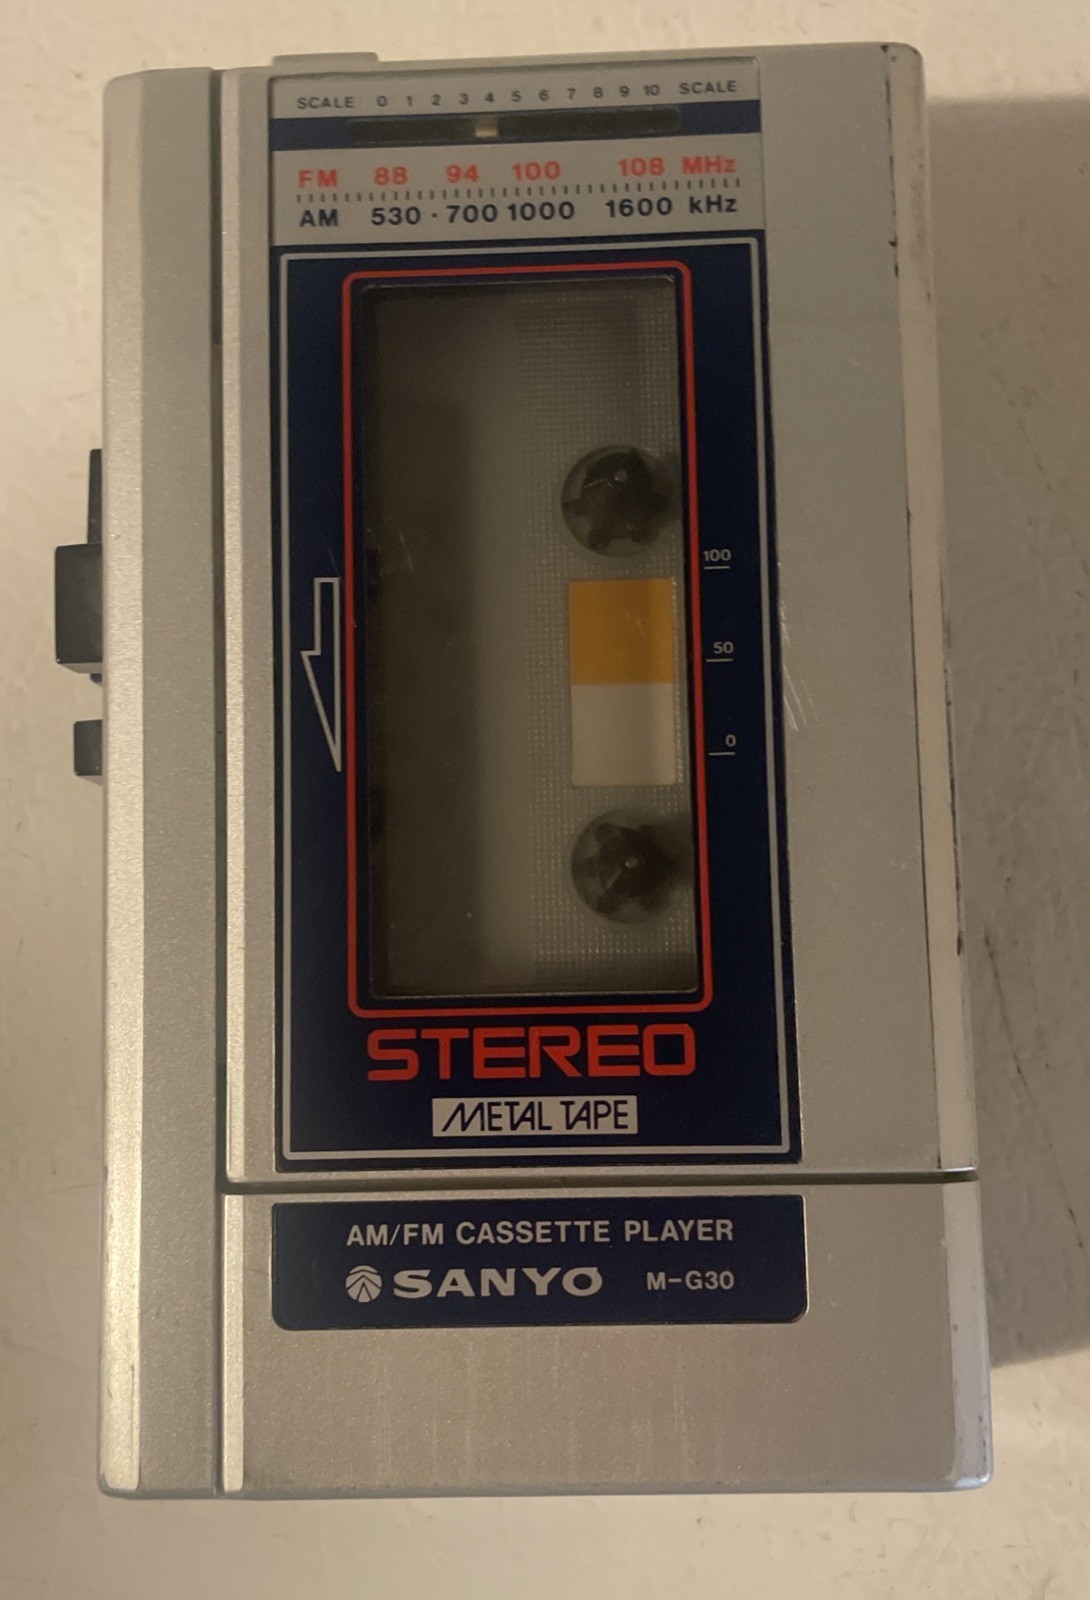 SCALE 0 1 2 3 4 5 6 7 8 9 10 SCALE
FM 88 94 100 108 MHz
AM 530 · 700 1000 1600 kHz
100
50
0
STEREO
METAL TAPE
AM/FM CASSETTE PLAYER
SANYO M-G30